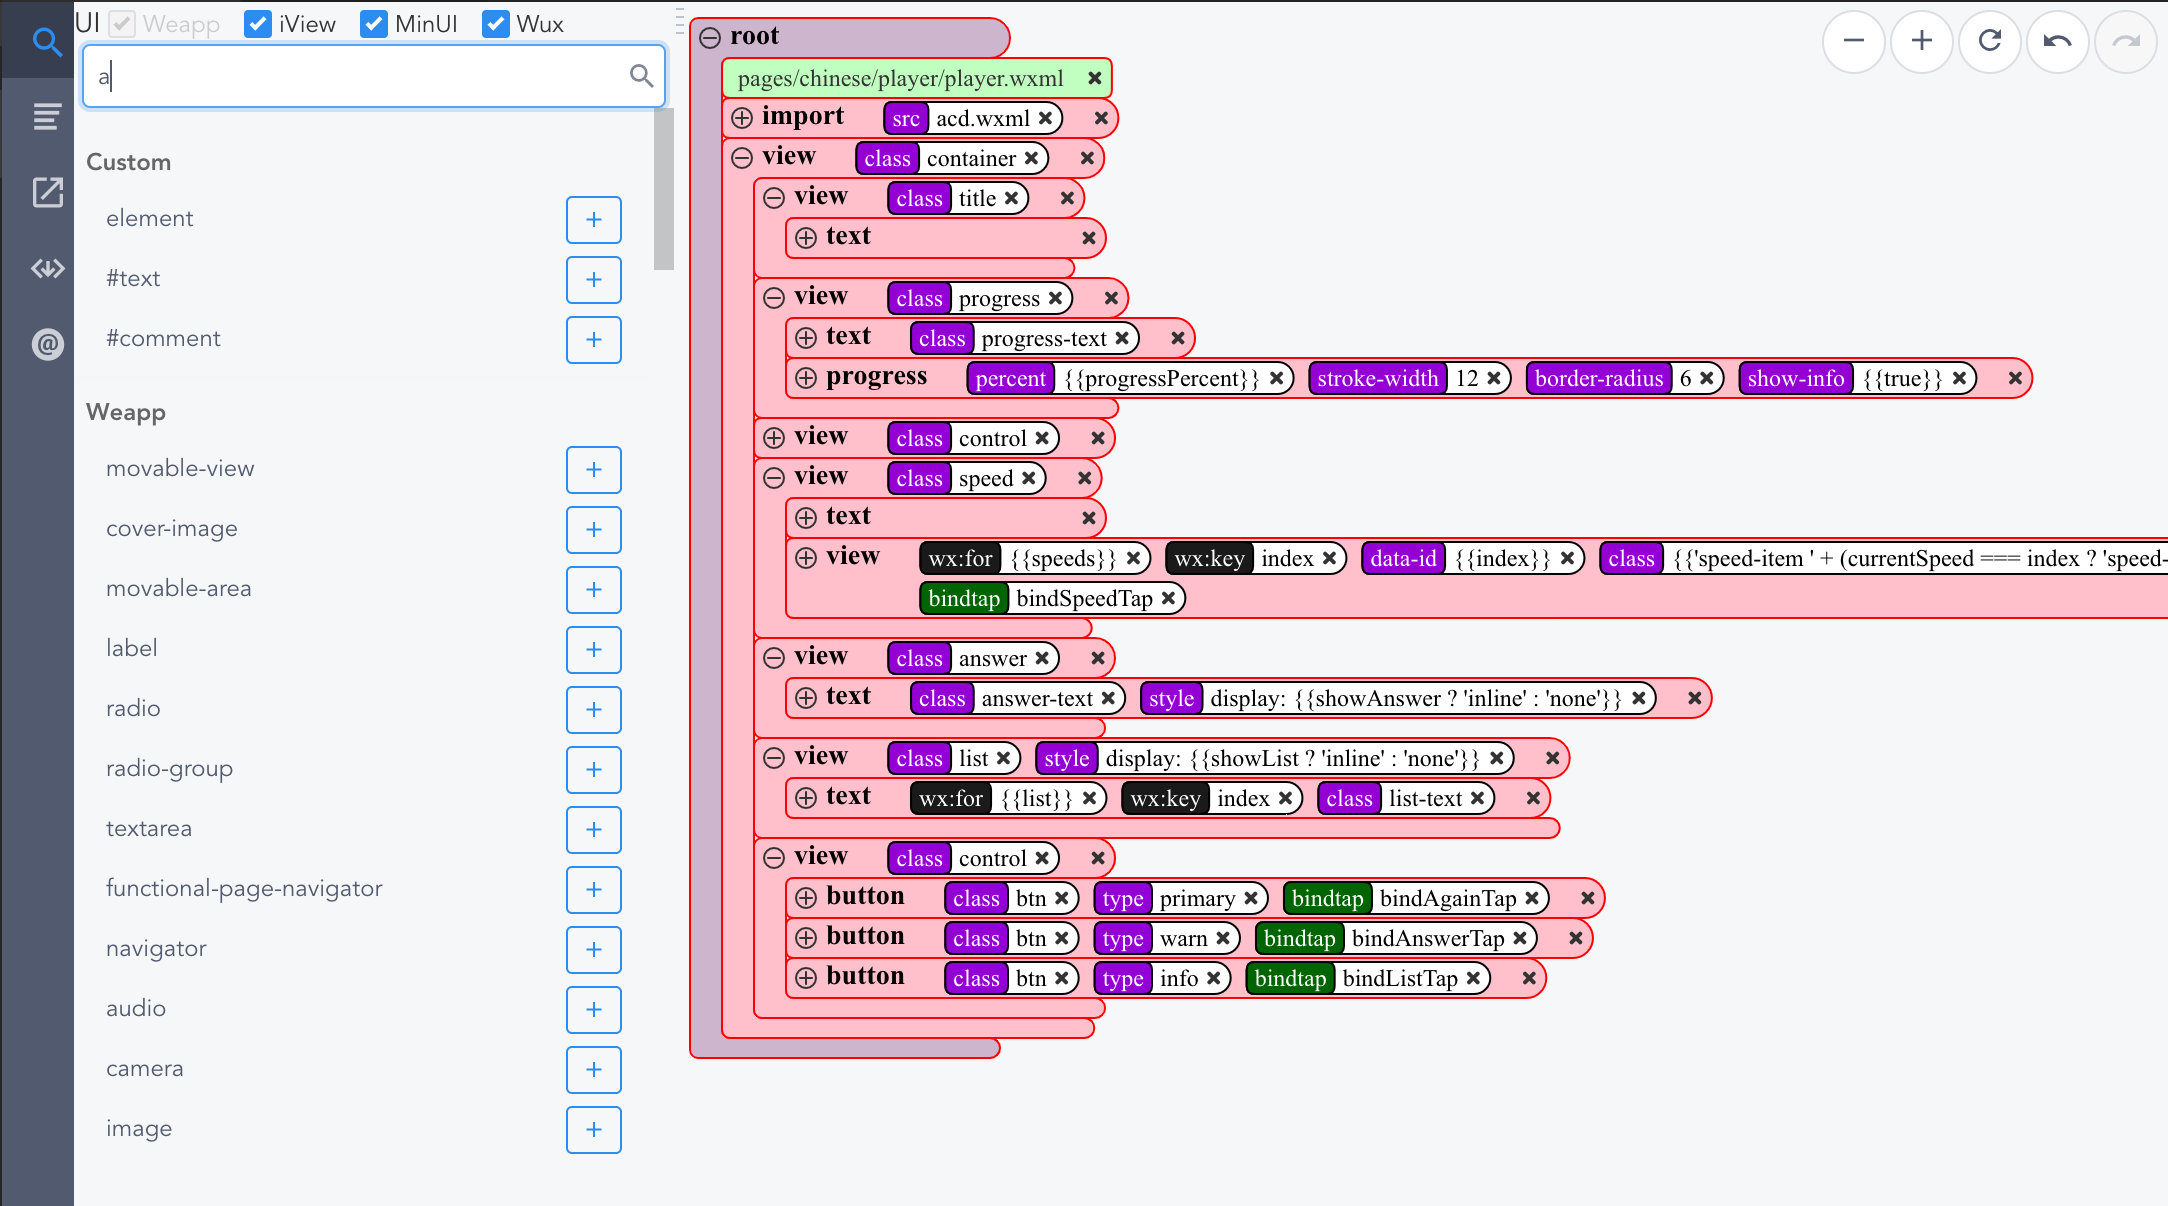 UI Weapp iView MinUI Wux
a
Custom
element
#text
#comment
Weapp
movable-view
cover-image
movable-area
label
radio
radio-group
textarea
functional-page-navigator
navigator
audio
camera
image
root
pages/chinese/player/player.wxml
import src acd.wxml
view class container
view class title
text
view class progress
text class progress-text
progress percent {{progressPercent}} stroke-width 12 border-radius 6 show-info {{true}}
view class control
view class speed
text
view wx:for {{speeds}} wx:key index data-id {{index}} class {{'speed-item ' + (currentSpeed === index ? 'speed-
bindtap bindSpeedTap
view class answer
text class answer-text style display: {{showAnswer ? 'inline' : 'none'}}
view class list style display: {{showList ? 'inline' : 'none'}}
text wx:for {{list}} wx:key index class list-text
view class control
button class btn type primary bindtap bindAgainTap
button class btn type warn bindtap bindAnswerTap
button class btn type info bindtap bindListTap